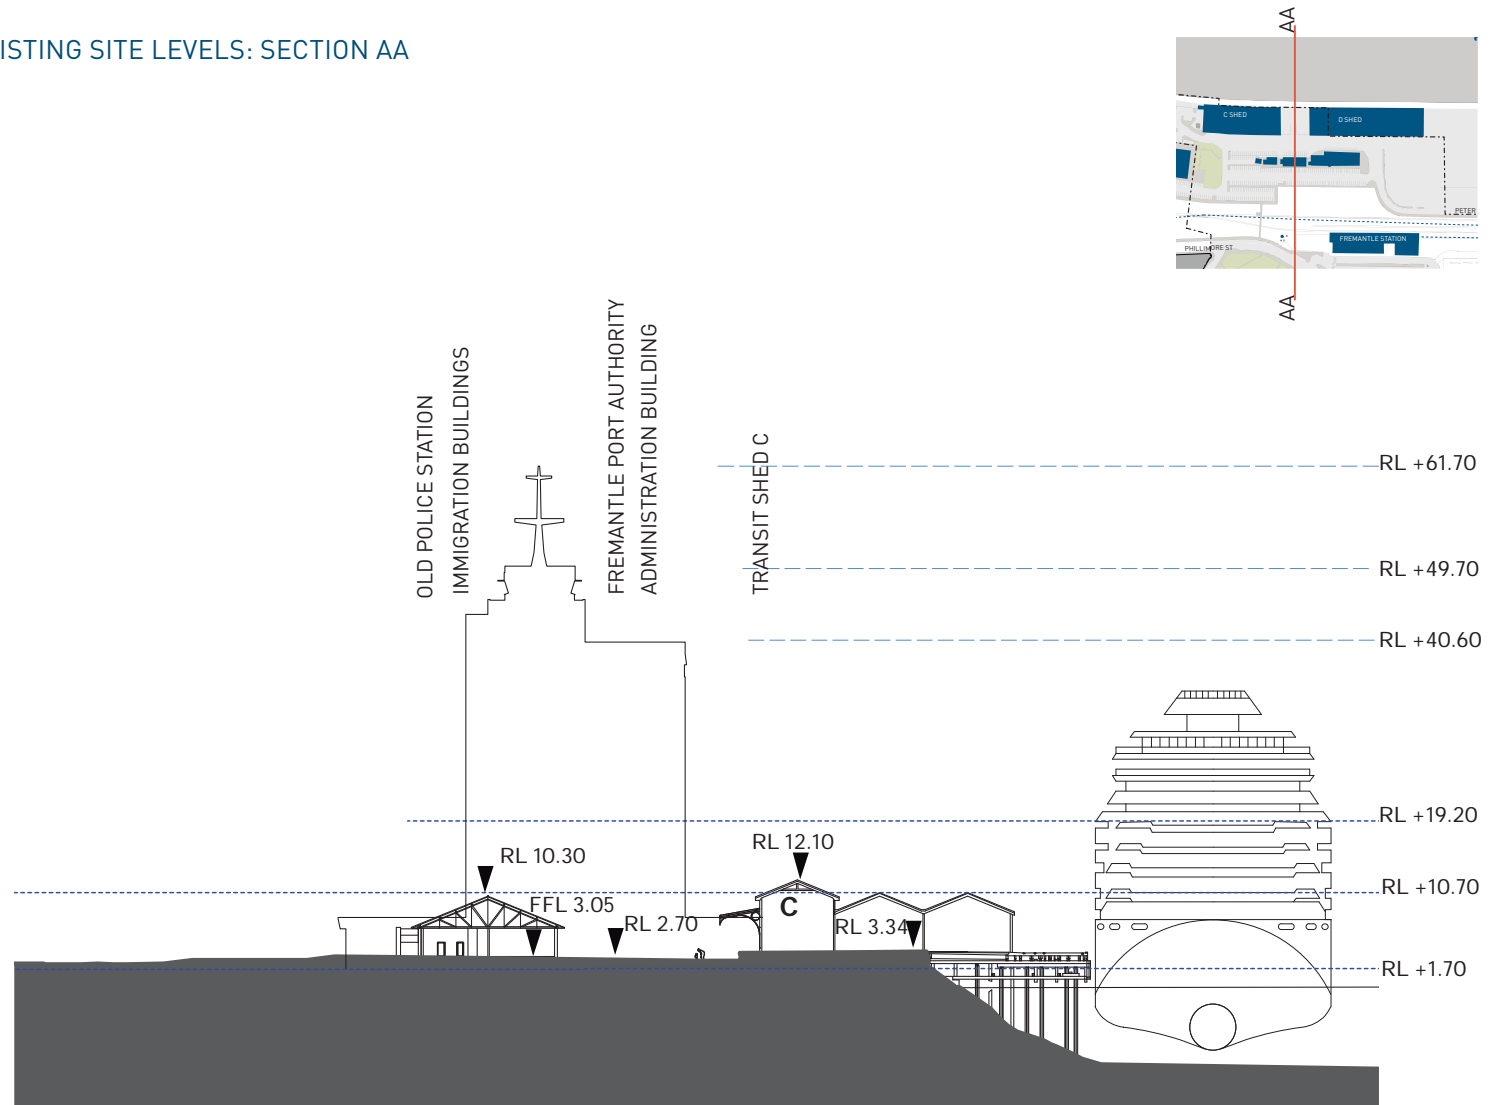 ISTING SITE LEVELS: SECTION AA
AA
C SHED
D SHED
PETER
FREMANTLE STATION
PHILLIMORE ST
AA
OLD POLICE STATION
IMMIGRATION BUILDINGS
FREMANTLE PORT AUTHORITY
ADMINISTRATION BUILDING
TRANSIT SHED C
RL +61.70
RL +49.70
RL +40.60
RL +19.20
RL 12.10
RL 10.30
RL +10.70
FFL 3.05
C
RL 2.70
RL 3.34
RL +1.70